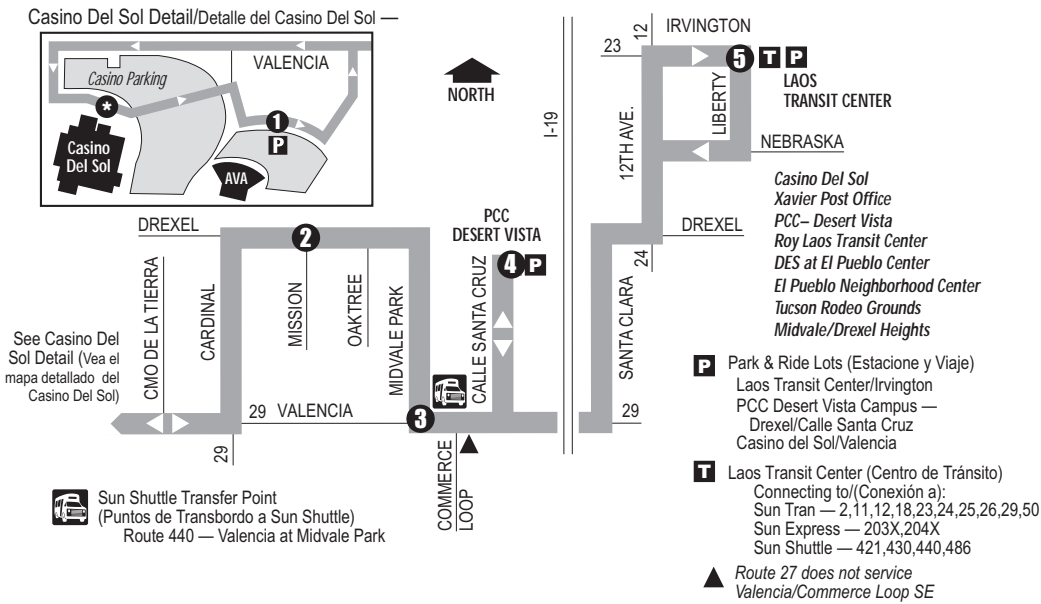 Casino Del Sol Detail/Detalle del Casino Del Sol —
VALENCIA
Casino Parking
*
1
P
Casino
Del Sol
AVA
NORTH
I-19
12
IRVINGTON
23
5 T P
LAOS
TRANSIT CENTER
LIBERTY
12TH AVE.
NEBRASKA
DREXEL
24
SANTA CLARA
29
DREXEL
2
PCC
DESERT VISTA
4 P
CMO DE LA TIERRA
CARDINAL
MISSION
OAKTREE
MIDVALE PARK
CALLE SANTA CRUZ
See Casino Del
Sol Detail (Vea el
mapa detallado del
Casino Del Sol)
29 VALENCIA
3
29
COMMERCE
LOOP
Sun Shuttle Transfer Point
(Puntos de Transbordo a Sun Shuttle)
Route 440 — Valencia at Midvale Park
Casino Del Sol
Xavier Post Office
PCC– Desert Vista
Roy Laos Transit Center
DES at El Pueblo Center
El Pueblo Neighborhood Center
Tucson Rodeo Grounds
Midvale/Drexel Heights
P Park & Ride Lots (Estacione y Viaje)
Laos Transit Center/Irvington
PCC Desert Vista Campus —
Drexel/Calle Santa Cruz
Casino del Sol/Valencia
T Laos Transit Center (Centro de Tránsito)
Connecting to/(Conexión a):
Sun Tran — 2,11,12,18,23,24,25,26,29,50
Sun Express — 203X,204X
Sun Shuttle — 421,430,440,486
Route 27 does not service
Valencia/Commerce Loop SE